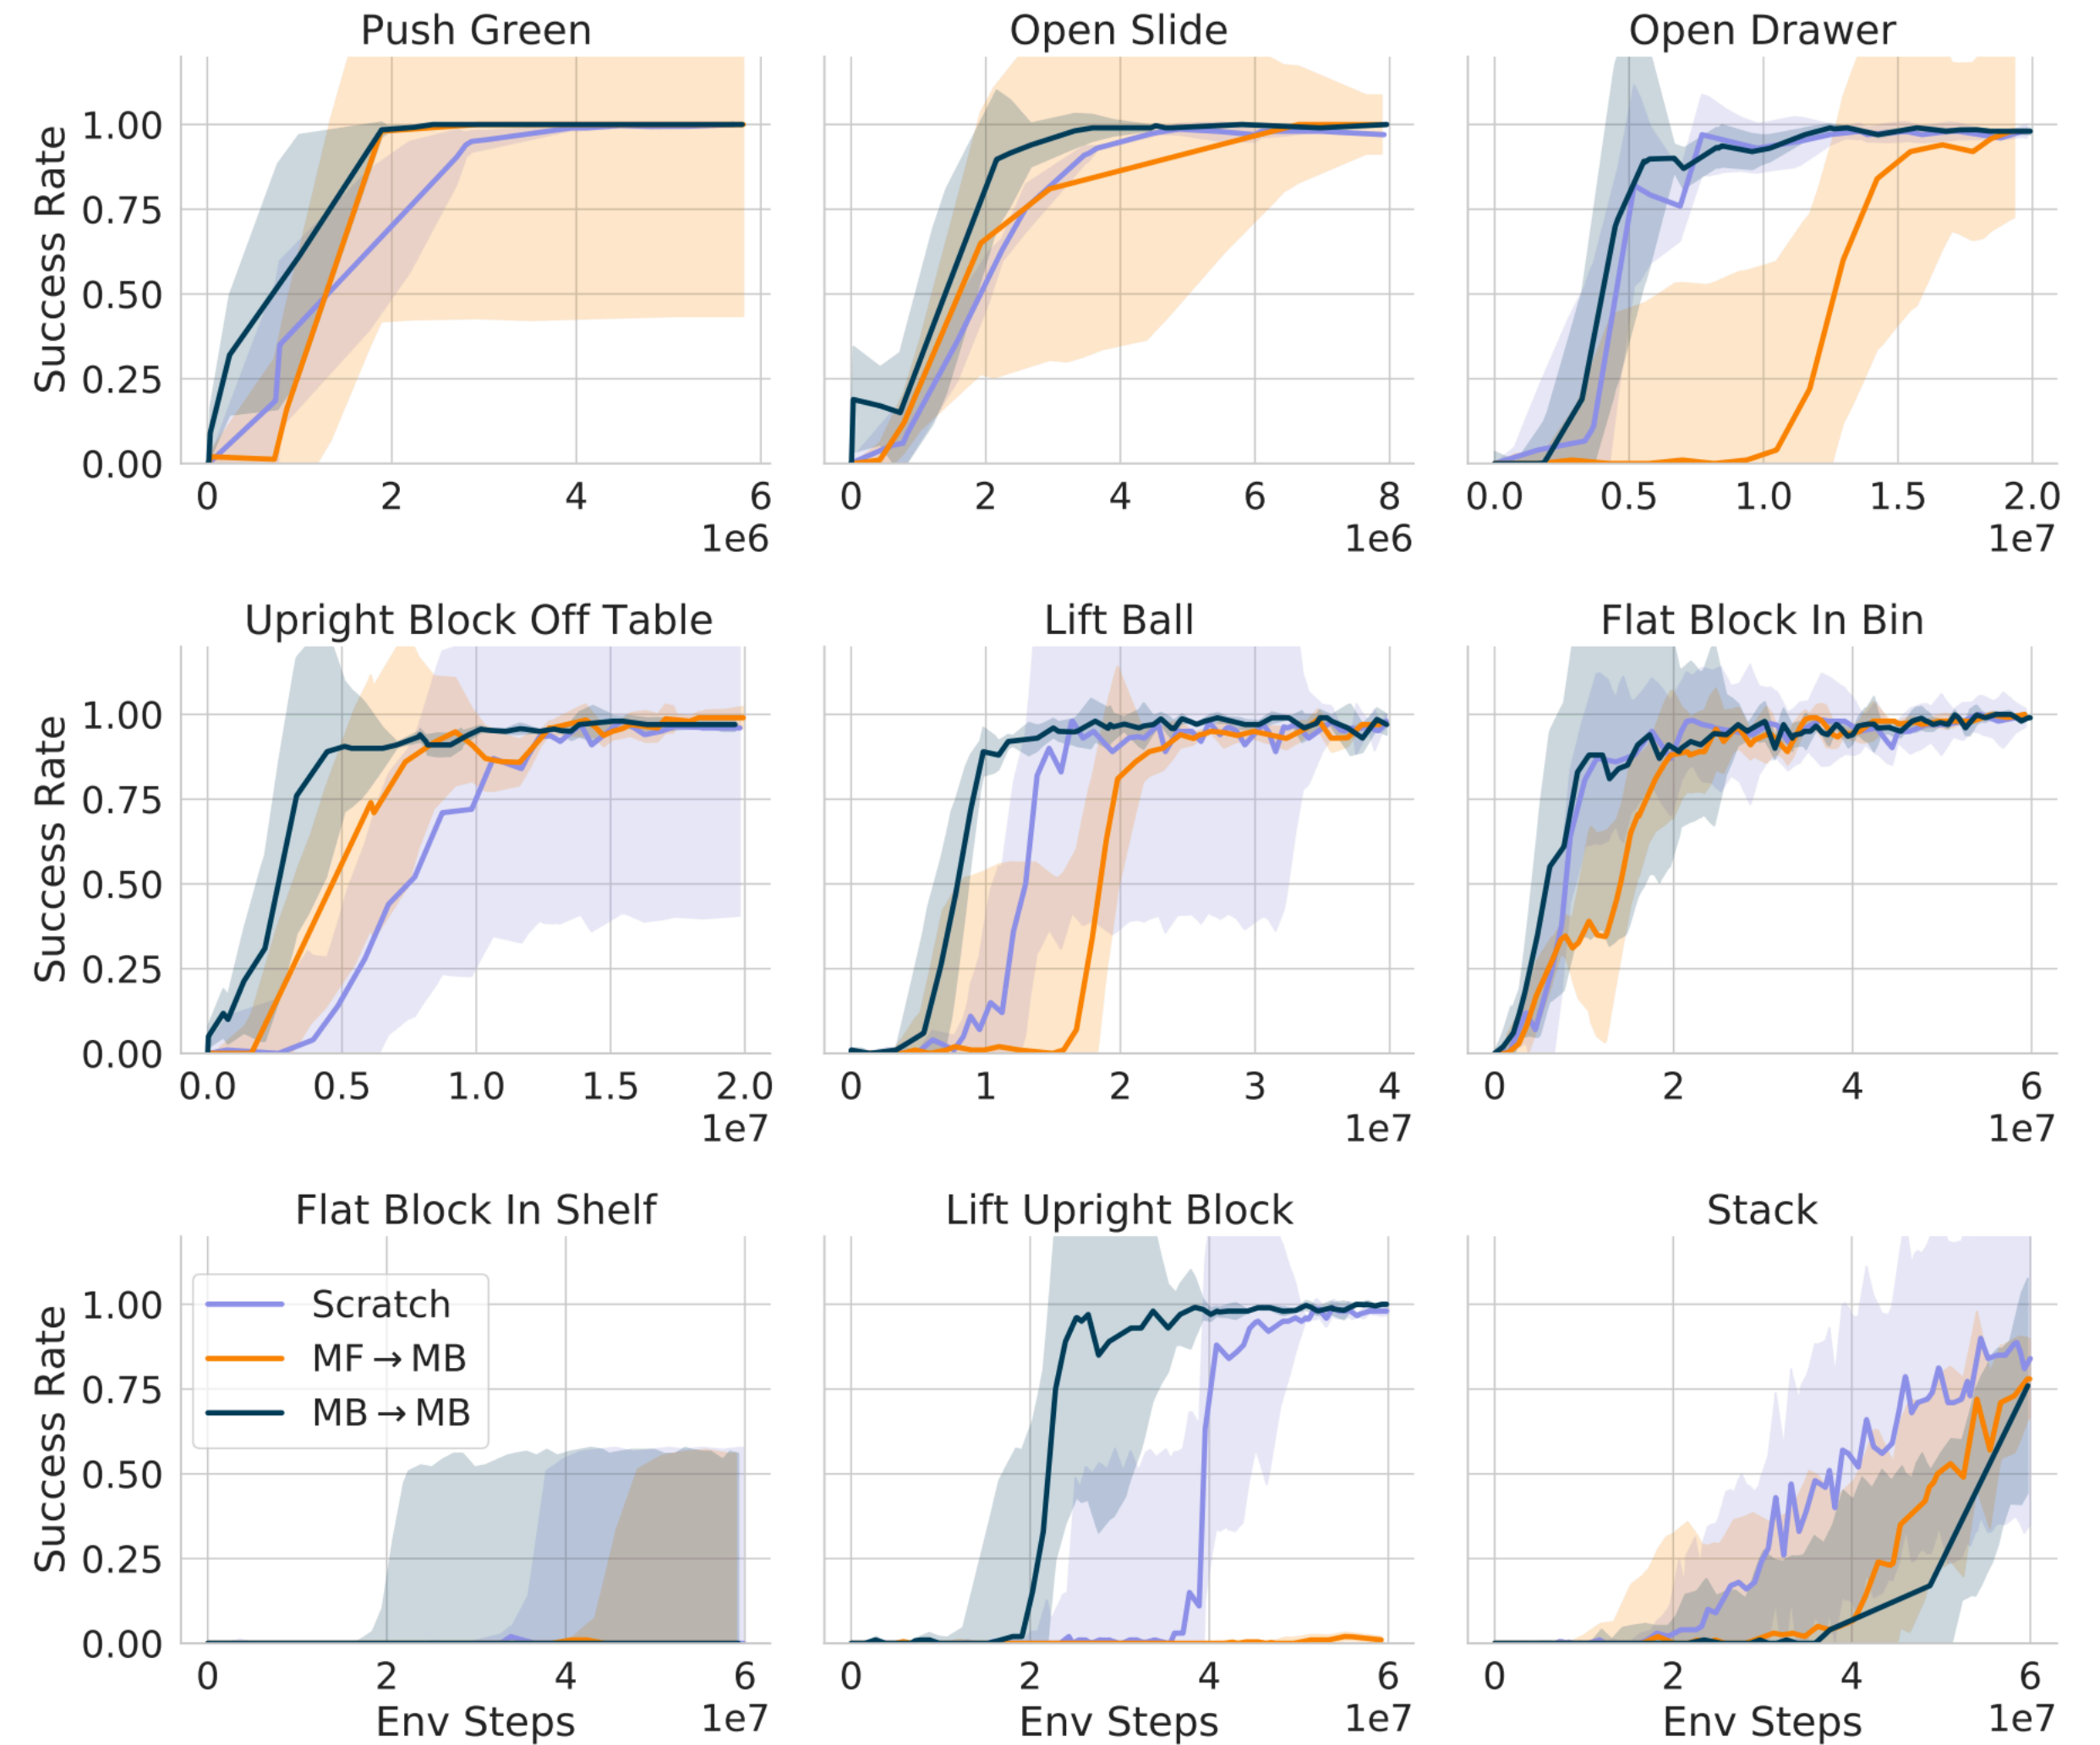 Push Green
Open Slide
Open Drawer
Success Rate
1.00
0.75
0.50
0.25
0.00
0 2 4 6
1e6
0 2 4 6 8
1e6
0.0 0.5 1.0 1.5 2.0
1e7
Upright Block Off Table
Lift Ball
Flat Block In Bin
Success Rate
1.00
0.75
0.50
0.25
0.00
0.0 0.5 1.0 1.5 2.0
1e7
0 1 2 3 4
1e7
0 2 4 6
1e7
Flat Block In Shelf
Lift Upright Block
Stack
Success Rate
1.00
0.75
0.50
0.25
0.00
Scratch
MF→MB
MB→MB
0 2 4 6
Env Steps
1e7
0 2 4 6
Env Steps
1e7
0 2 4 6
Env Steps
1e7